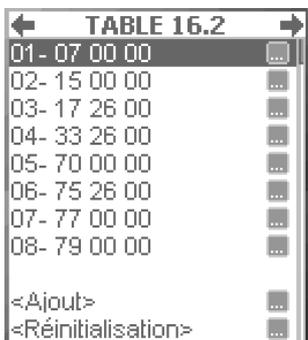 TABLE 16.2
01- 07 00 00 ...
02- 15 00 00 ...
03- 17 26 00 ...
04- 33 26 00 ...
05- 70 00 00 ...
06- 75 26 00 ...
07- 77 00 00 ...
08- 79 00 00 ...
<Ajout> ...
<Réinitialisation> ...